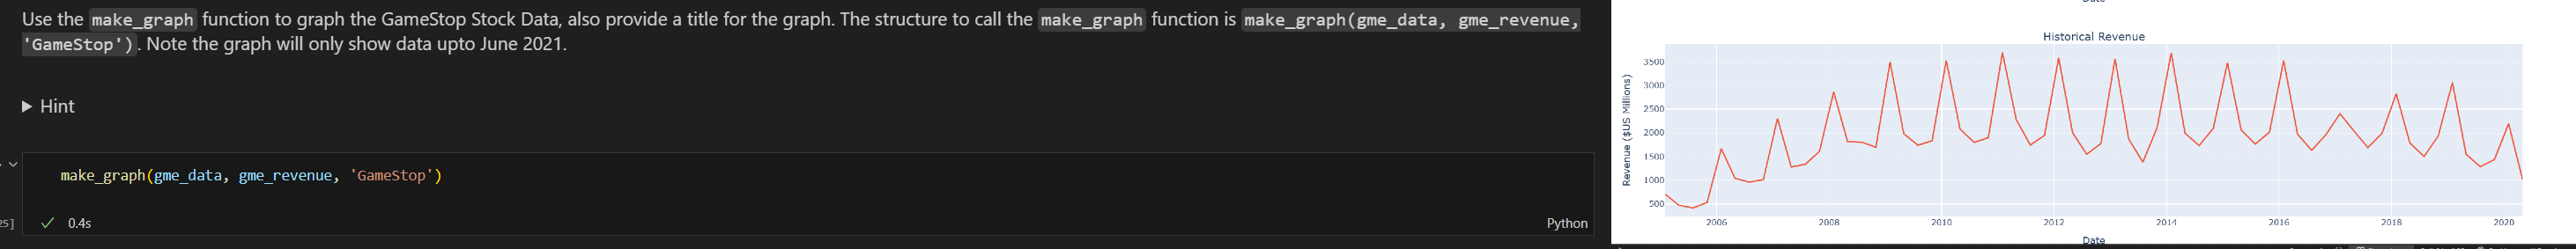 Use the make_graph function to graph the GameStop Stock Data, also provide a title for the graph. The structure to call the make_graph function is make_graph(gme_data, gme_revenue,
'GameStop'). Note the graph will only show data upto June 2021.
▶ Hint
make_graph(gme_data, gme_revenue, 'GameStop')
25]
✓ 0.4s
Python
Historical Revenue
Revenue ($US Millions)
3500
3000
2500
2000
1500
1000
500
2006 2008 2010 2012 2014 2016 2018 2020
Date